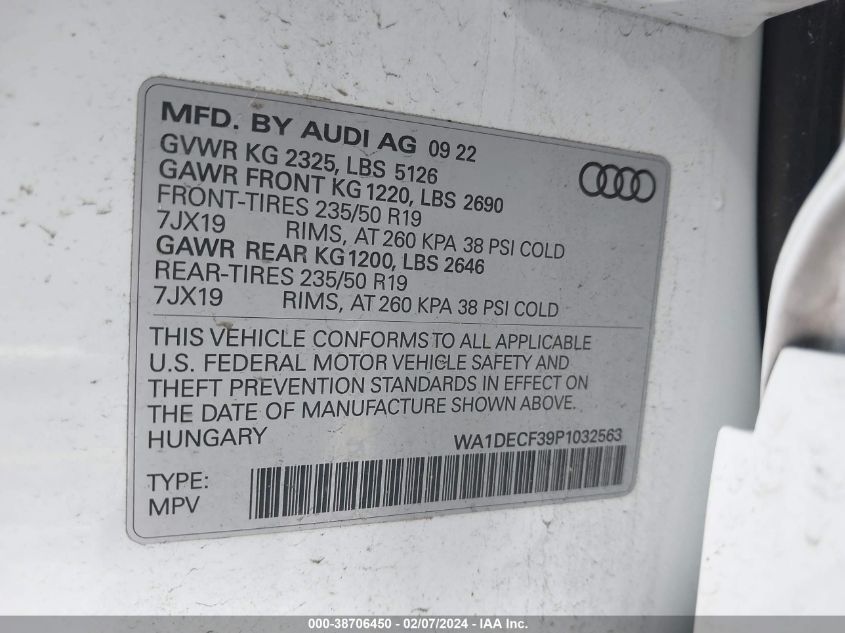 MFD. BY AUDI AG 09 22
GVWR KG 2325, LBS 5126
GAWR FRONT KG 1220, LBS 2690
FRONT-TIRES 235/50 R19
7JX19 RIMS, AT 260 KPA 38 PSI COLD
GAWR REAR KG 1200, LBS 2646
REAR-TIRES 235/50 R19
7JX19 RIMS, AT 260 KPA 38 PSI COLD
THIS VEHICLE CONFORMS TO ALL APPLICABLE
U.S. FEDERAL MOTOR VEHICLE SAFETY AND
THEFT PREVENTION STANDARDS IN EFFECT ON
THE DATE OF MANUFACTURE SHOWN ABOVE.
HUNGARY WA1DECF39P1032563
TYPE:
MPV
000-38706450 - 02/07/2024 - IAA Inc.